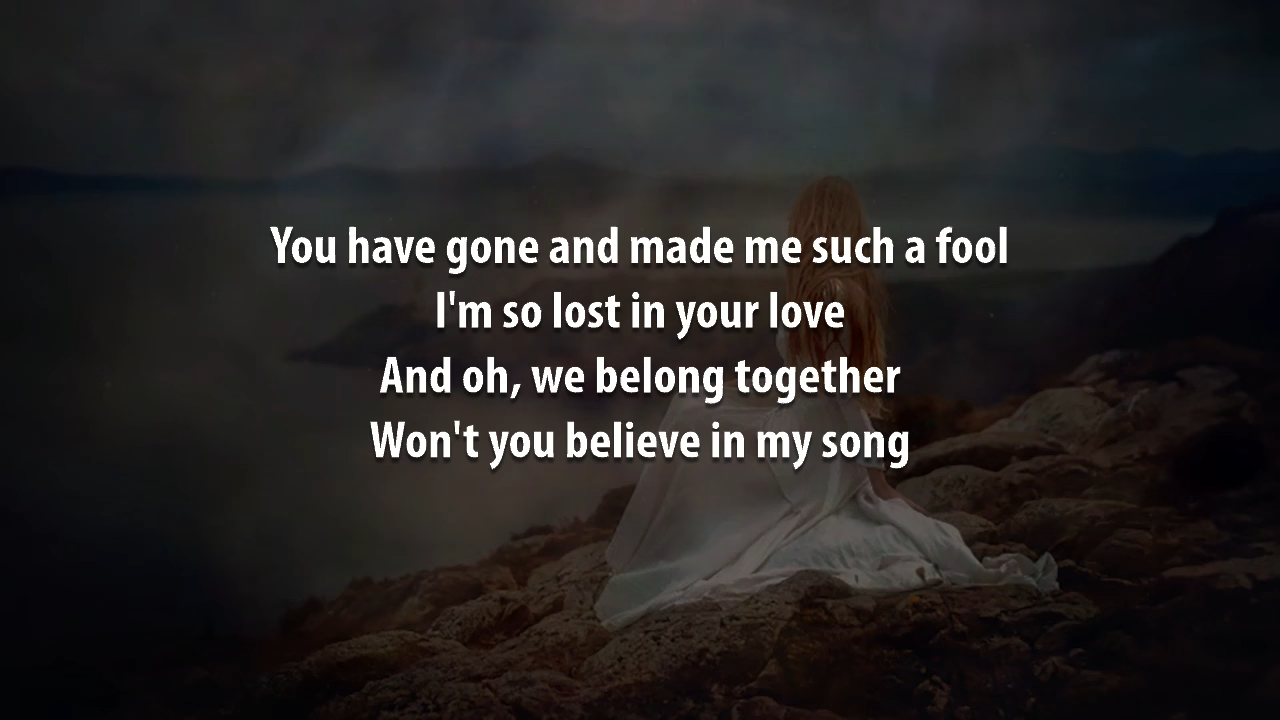 You have gone and made me such a fool
I'm so lost in your love
And oh, we belong together
Won't you believe in my song